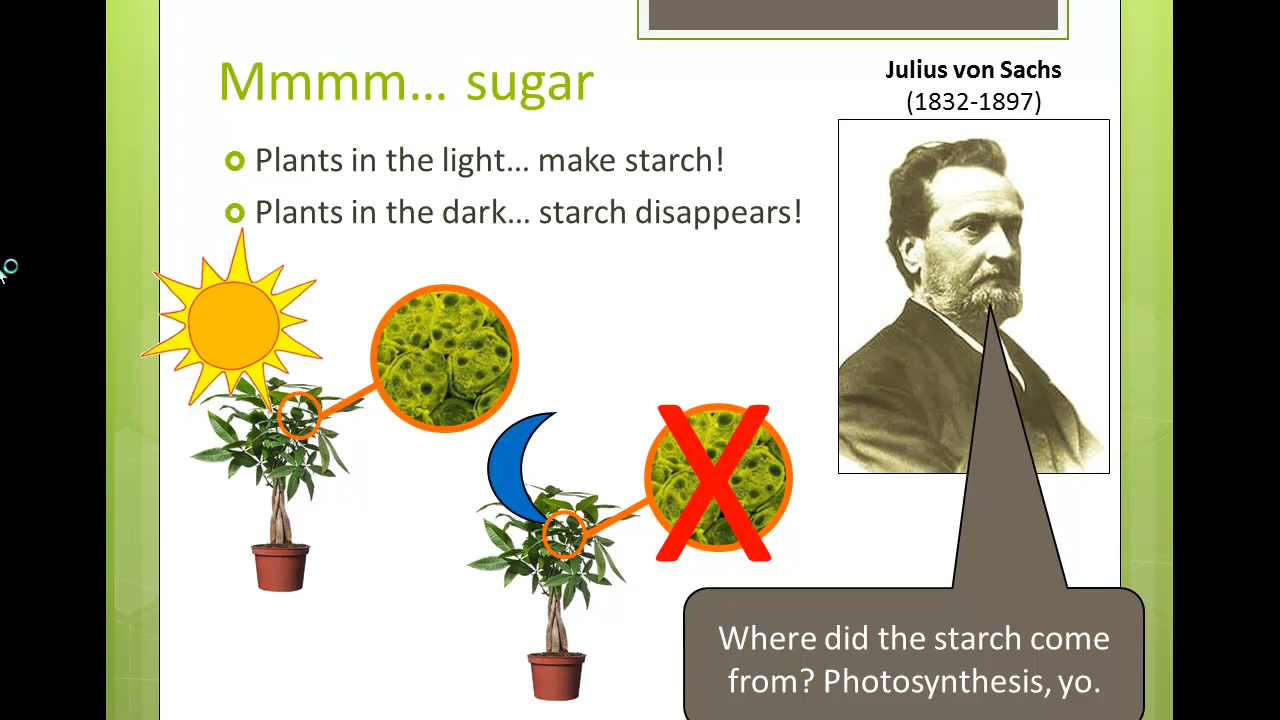 Mmmm... sugar
Julius von Sachs
(1832-1897)
Plants in the light... make starch!
Plants in the dark... starch disappears!
Where did the starch come
from? Photosynthesis, yo.